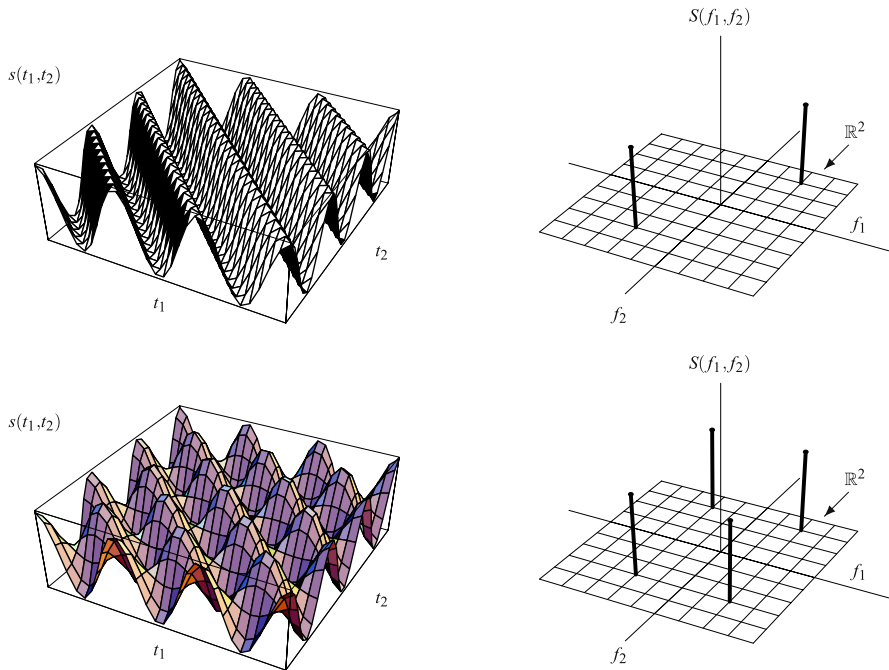 S(f₁,f₂)
s(t₁,t₂)
ℝ²
f₁
t₂
t₁
f₂
S(f₁,f₂)
s(t₁,t₂)
ℝ²
f₁
t₂
f₂
t₁